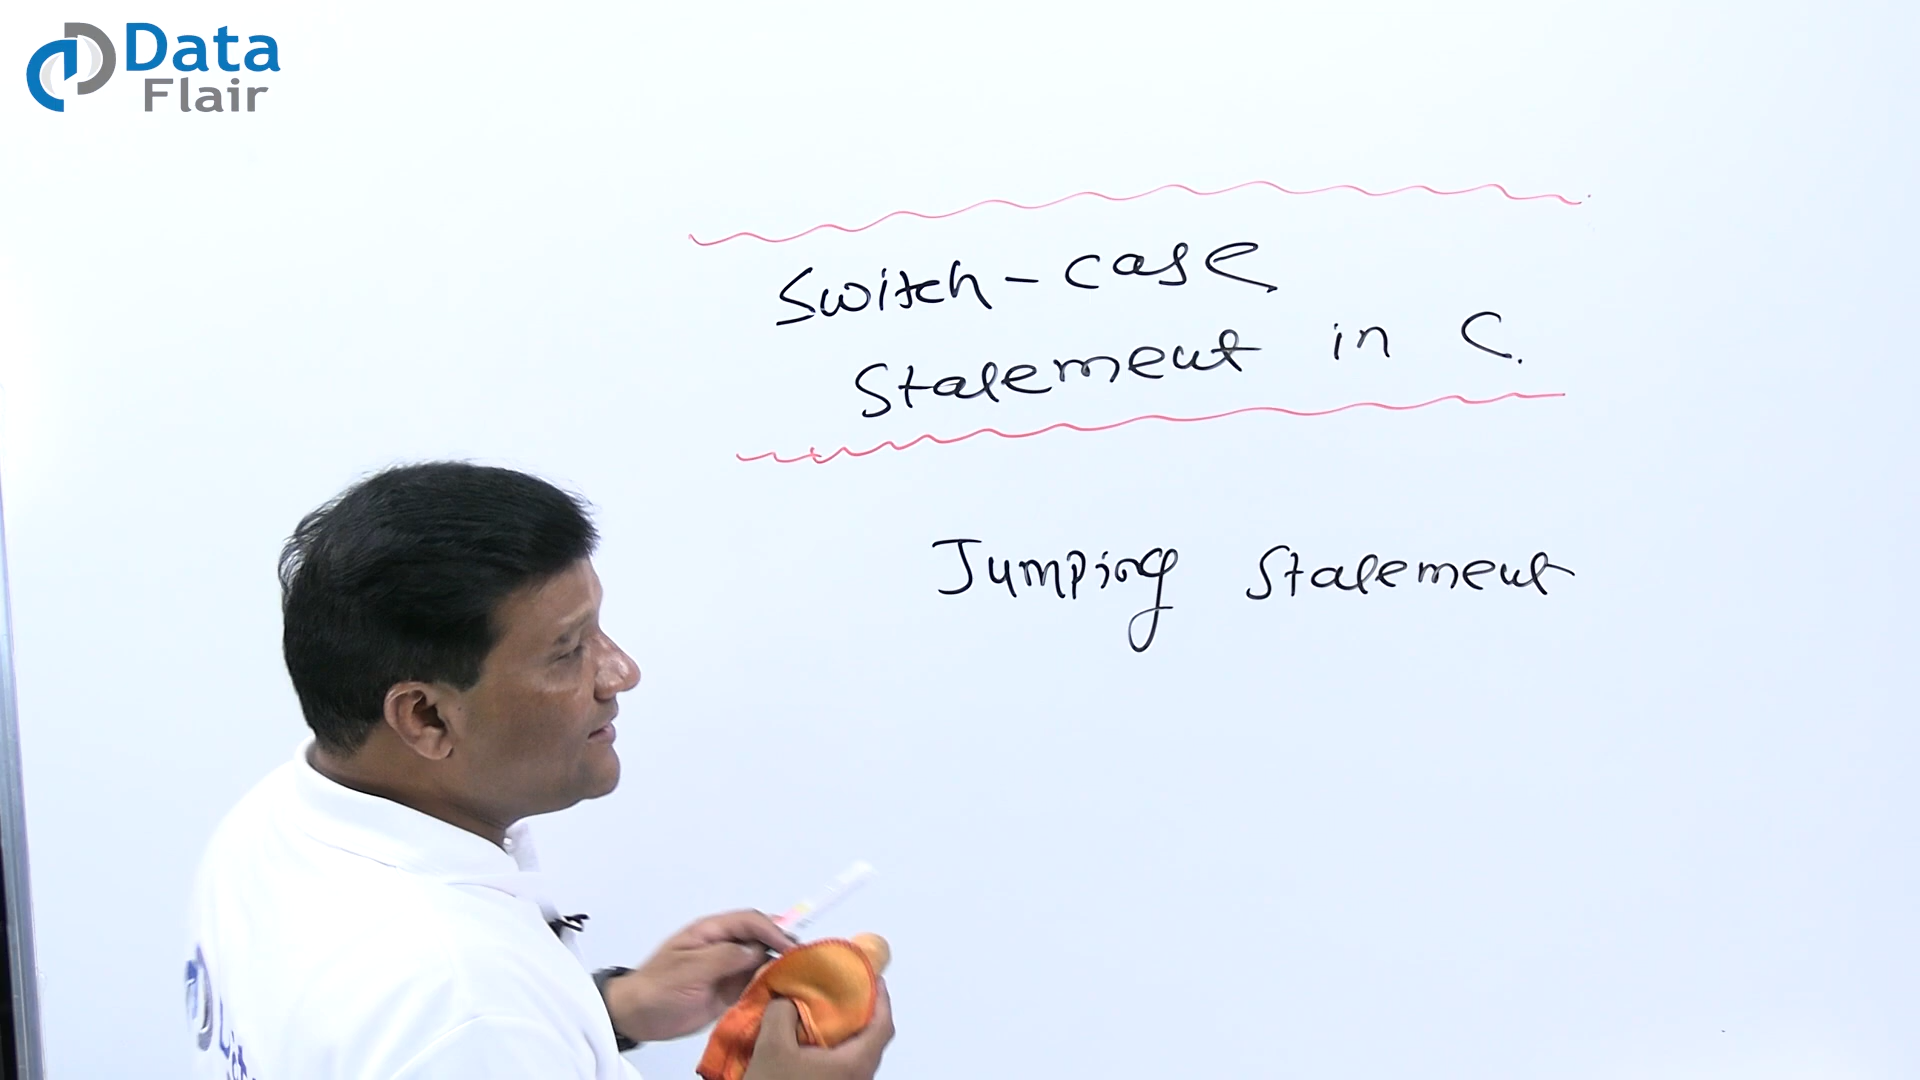 Data
Flair
Switch-case
Statement in C.
Jumping Statement